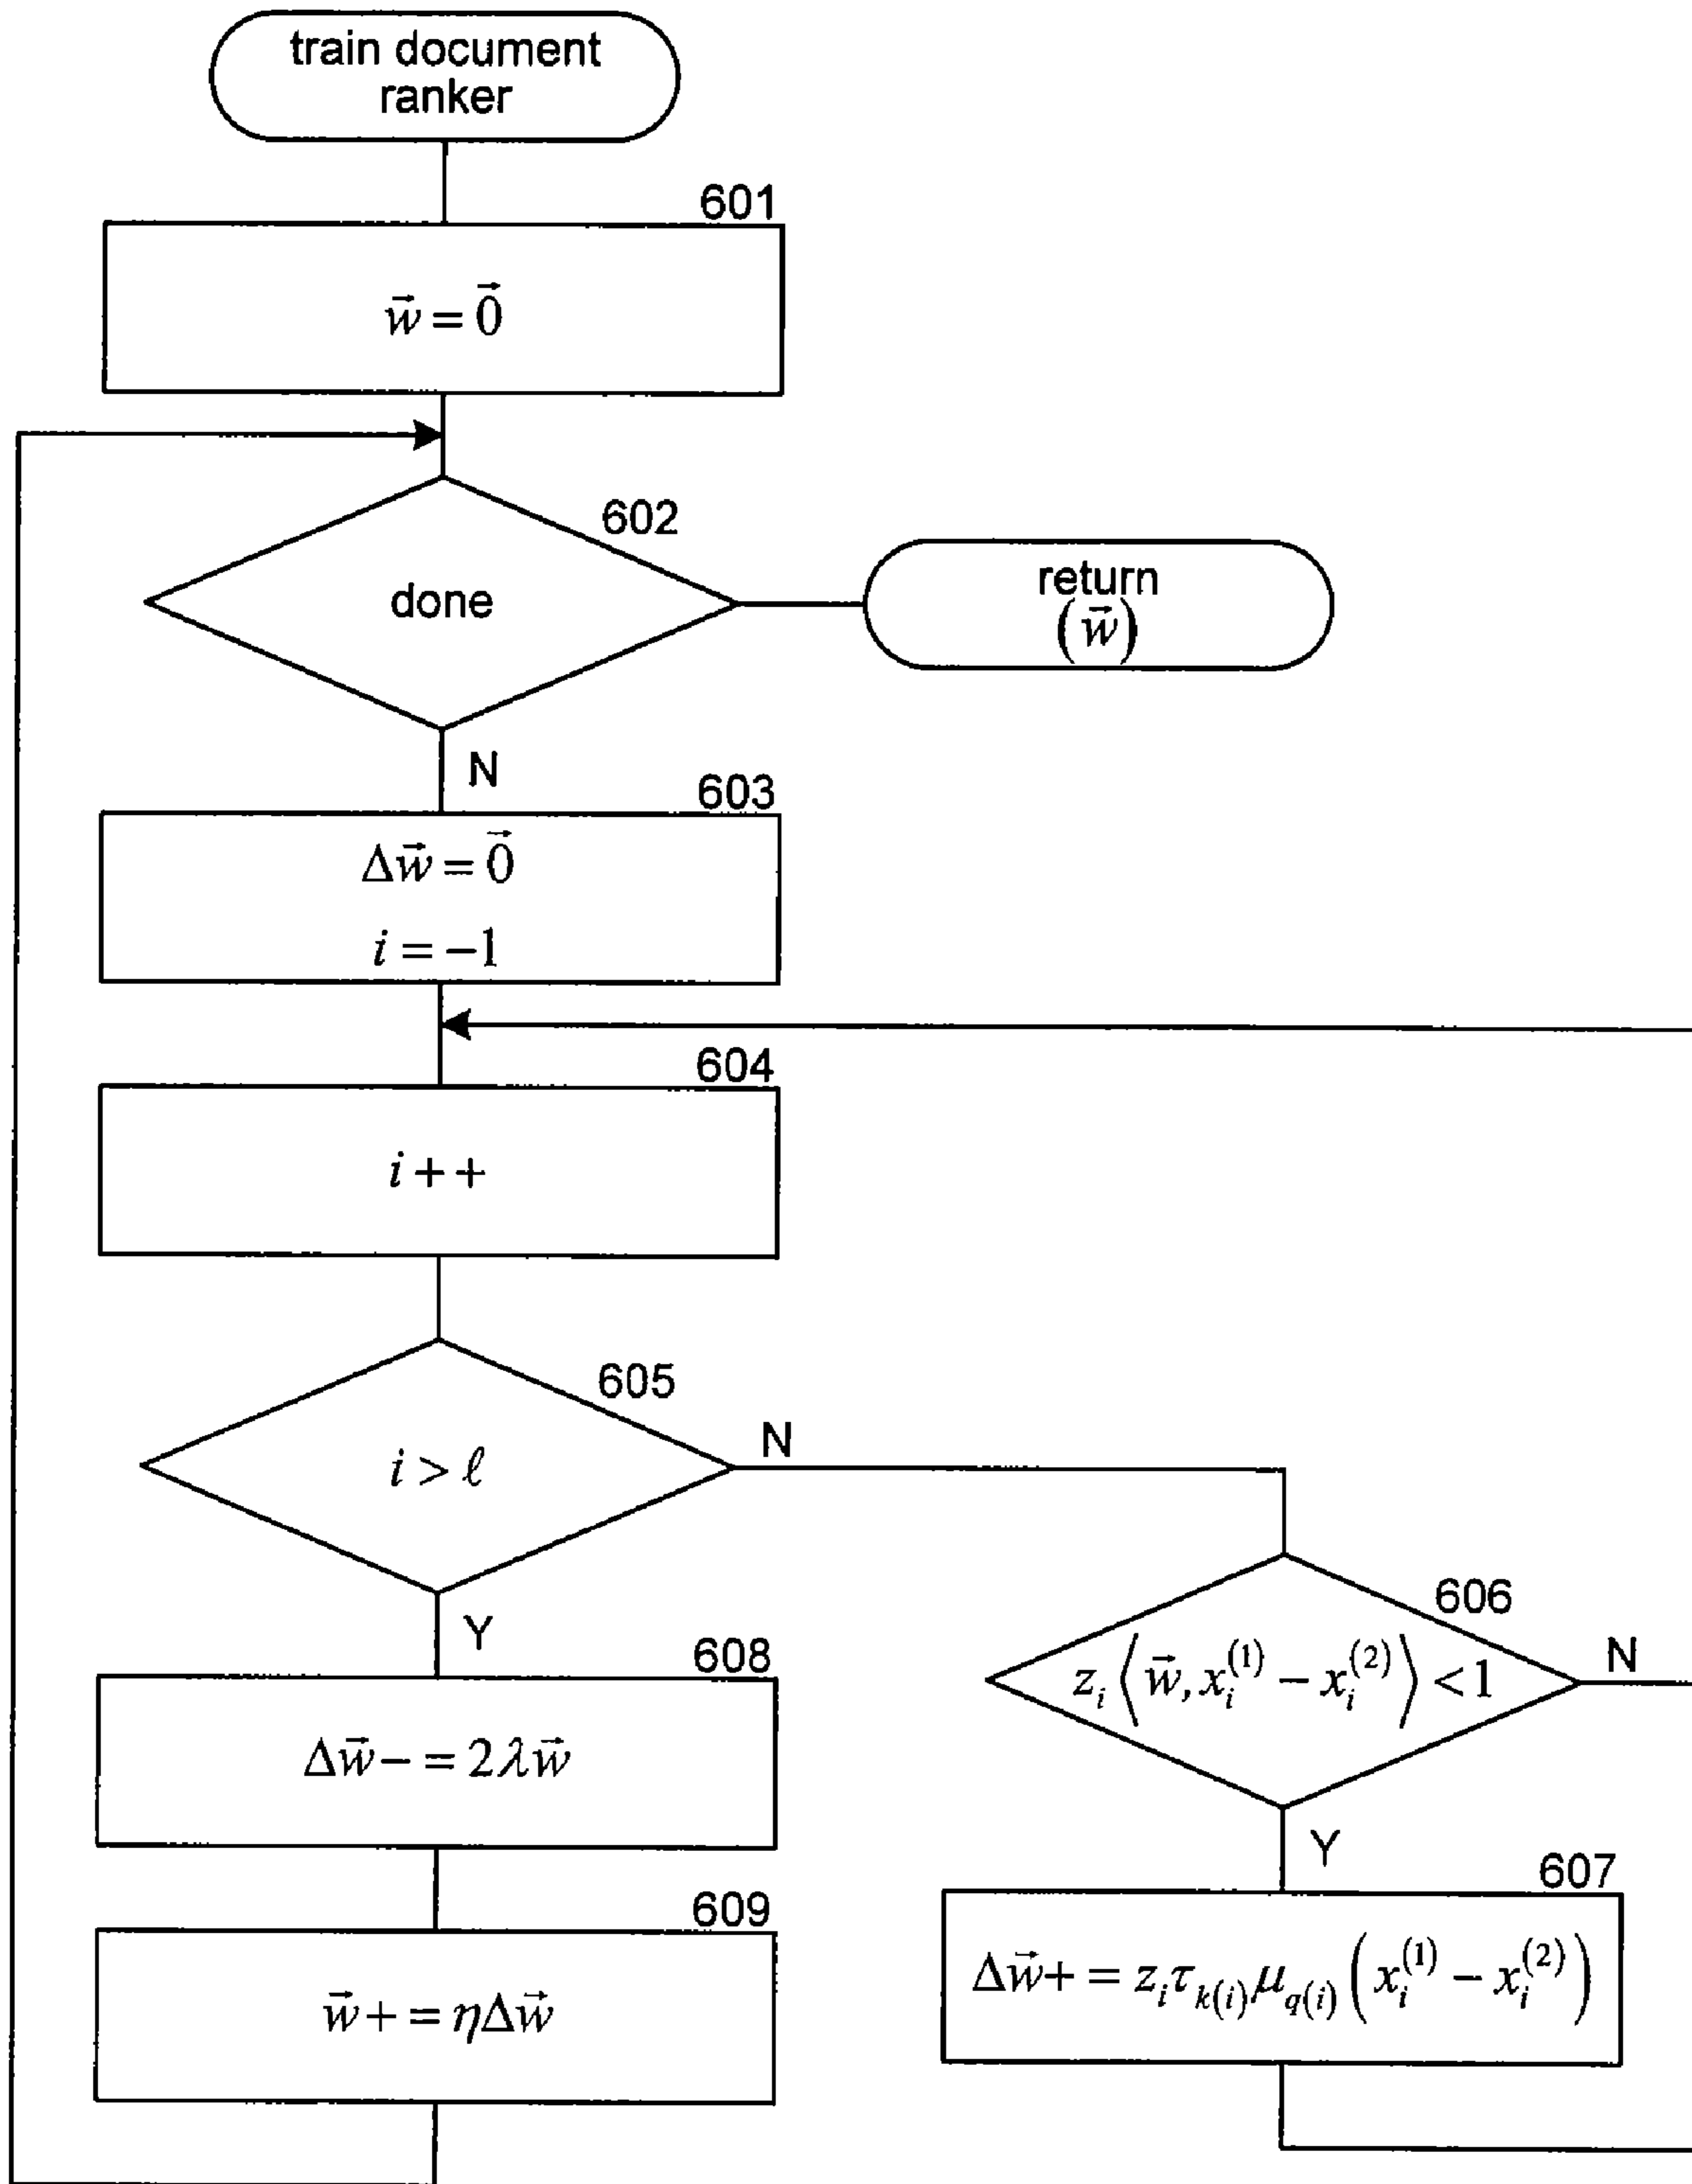 train document
ranker
601
w⃗ = 0⃗
602
done
return
(w⃗)
N
603
Δw⃗ = 0⃗
i = −1
604
i + +
605
i > ℓ
N
Y
606
z_i ⟨w⃗, x_i^(1) − x_i^(2)⟩ < 1
N
Y
608
Δw⃗ − = 2λw⃗
607
Δw⃗ + = z_i τ_k(i) μ_q(i) (x_i^(1) − x_i^(2))
609
w⃗ + = ηΔw⃗